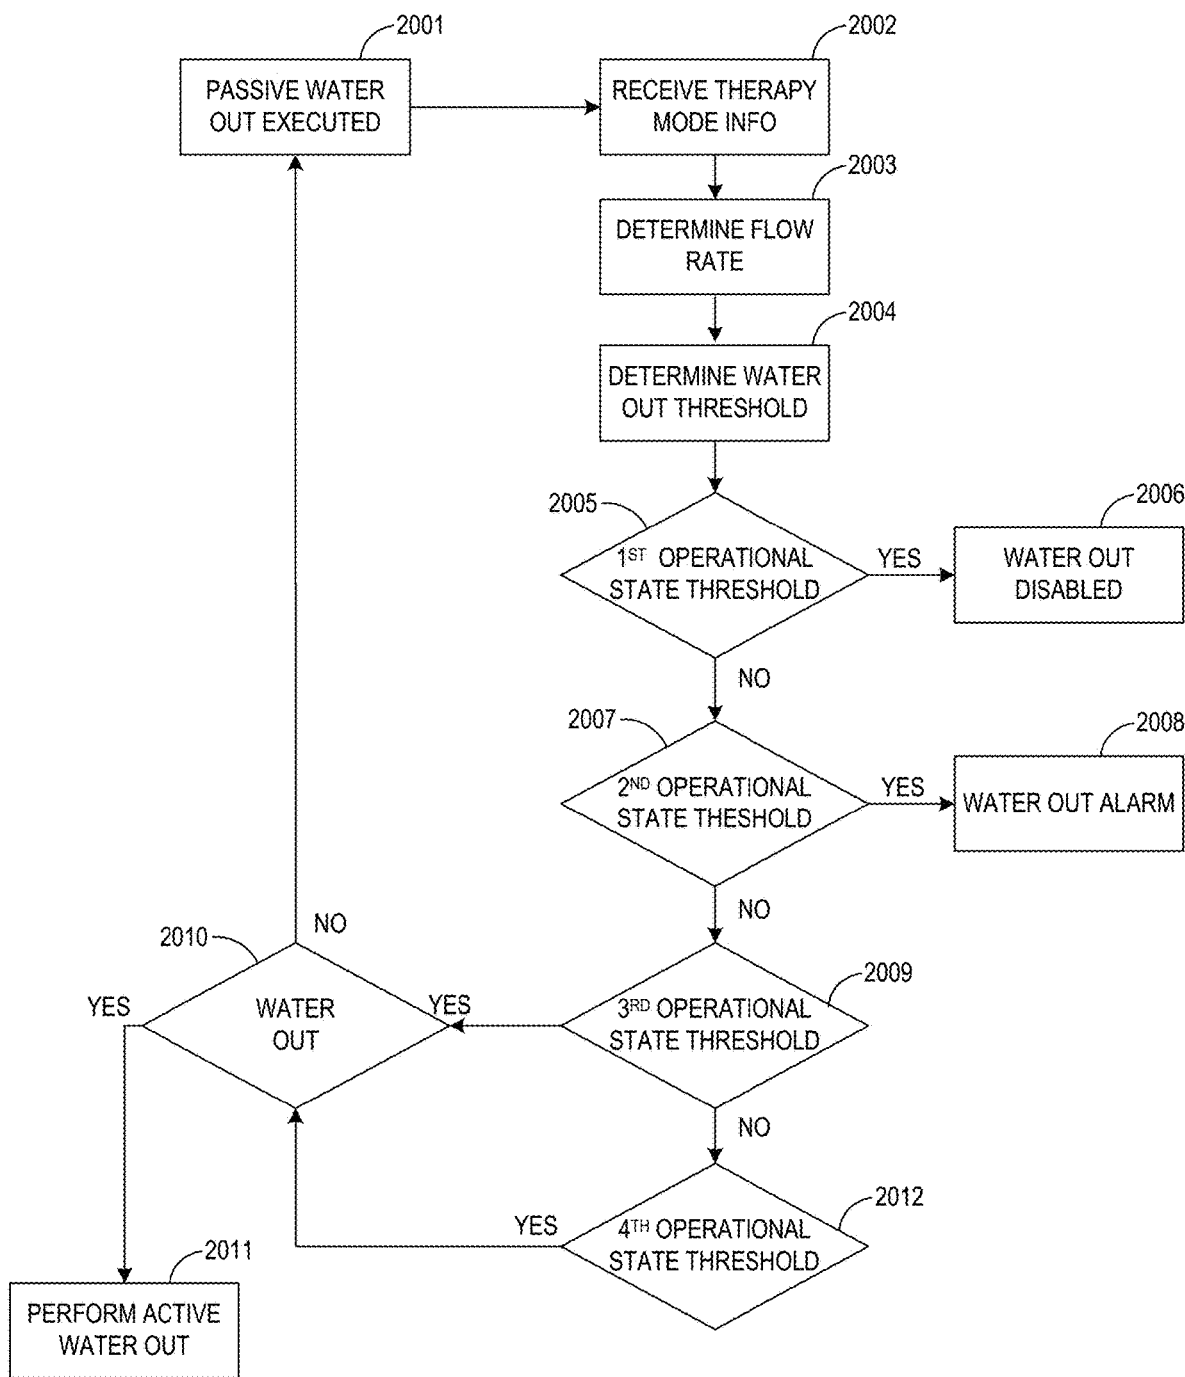 2001
PASSIVE WATER
OUT EXECUTED
2002
RECEIVE THERAPY
MODE INFO
2003
DETERMINE FLOW
RATE
2004
DETERMINE WATER
OUT THRESHOLD
2005
1ST OPERATIONAL
STATE THRESHOLD
YES
2006
WATER OUT
DISABLED
NO
2007
2ND OPERATIONAL
STATE THESHOLD
YES
2008
WATER OUT ALARM
NO
2009
3RD OPERATIONAL
STATE THRESHOLD
YES
2010
WATER
OUT
NO
YES
NO
2012
4TH OPERATIONAL
STATE THRESHOLD
YES
2011
PERFORM ACTIVE
WATER OUT